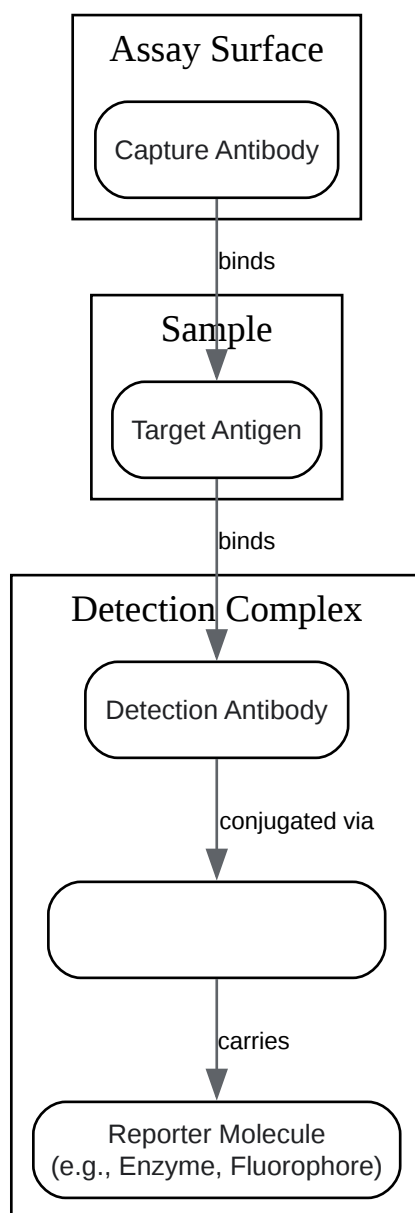 Assay Surface
Capture Antibody
binds
Sample
Target Antigen
binds
Detection Complex
Detection Antibody
conjugated via
carries
Reporter Molecule
(e.g., Enzyme, Fluorophore)